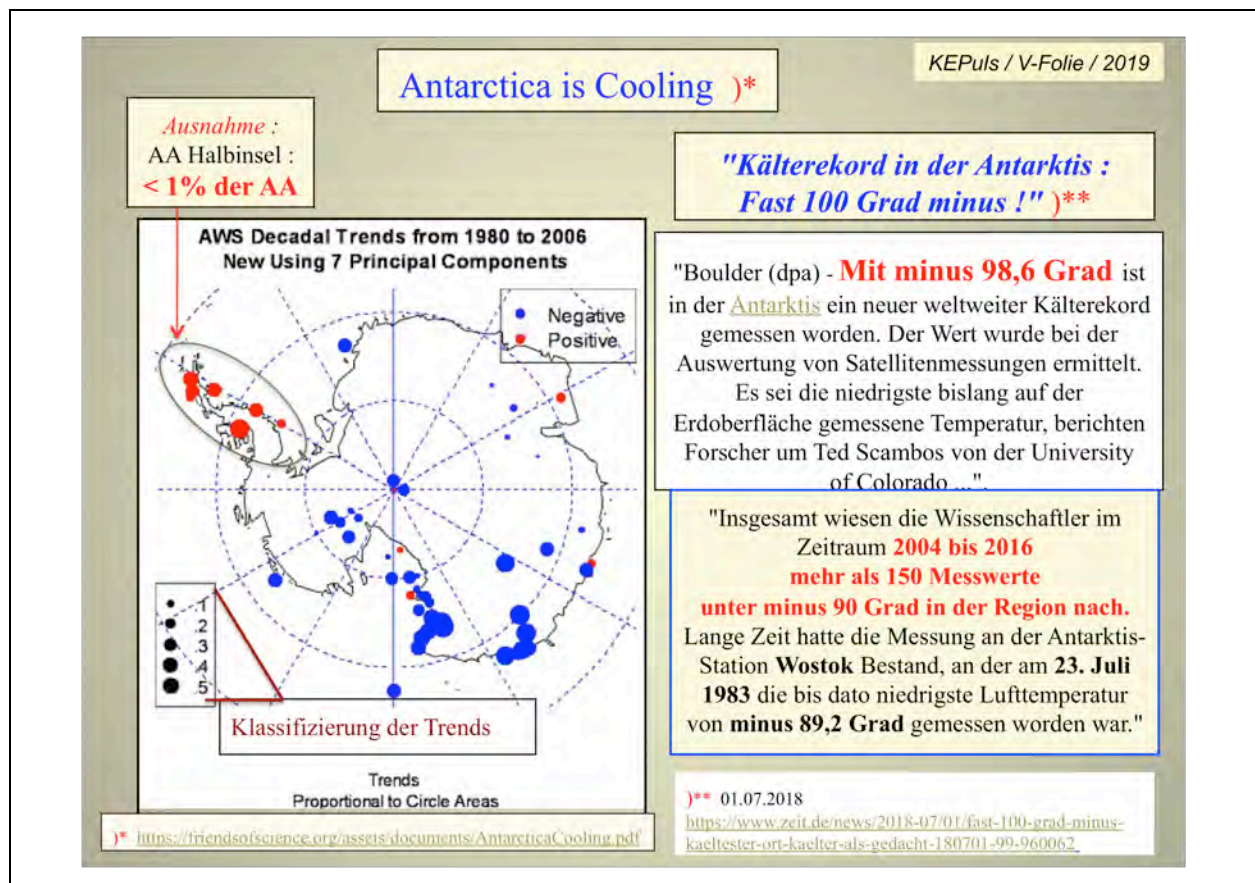 KEPuls / V-Folie / 2019
Antarctica is Cooling )*
Ausnahme :
AA Halbinsel :
< 1% der AA
AWS Decadal Trends from 1980 to 2006
New Using 7 Principal Components
Negative
Positive
.1
.2
.3
.4
.5
Klassifizierung der Trends
Trends
Proportional to Circle Areas
)* https://friendsofscience.org/assets/documents/AntarcticaCooling.pdf
"Kälterekord in der Antarktis :
Fast 100 Grad minus !" )**
"Boulder (dpa) - Mit minus 98,6 Grad ist
in der Antarktis ein neuer weltweiter Kälterekord
gemessen worden. Der Wert wurde bei der
Auswertung von Satellitenmessungen ermittelt.
Es sei die niedrigste bislang auf der
Erdoberfläche gemessene Temperatur, berichten
Forscher um Ted Scambos von der University
of Colorado ...".
"Insgesamt wiesen die Wissenschaftler im
Zeitraum 2004 bis 2016
mehr als 150 Messwerte
unter minus 90 Grad in der Region nach.
Lange Zeit hatte die Messung an der Antarktis-
Station Wostok Bestand, an der am 23. Juli
1983 die bis dato niedrigste Lufttemperatur
von minus 89,2 Grad gemessen worden war."
)** 01.07.2018
https://www.zeit.de/news/2018-07/01/fast-100-grad-minus-
kaeltester-ort-kaelter-als-gedacht-180701-99-960062